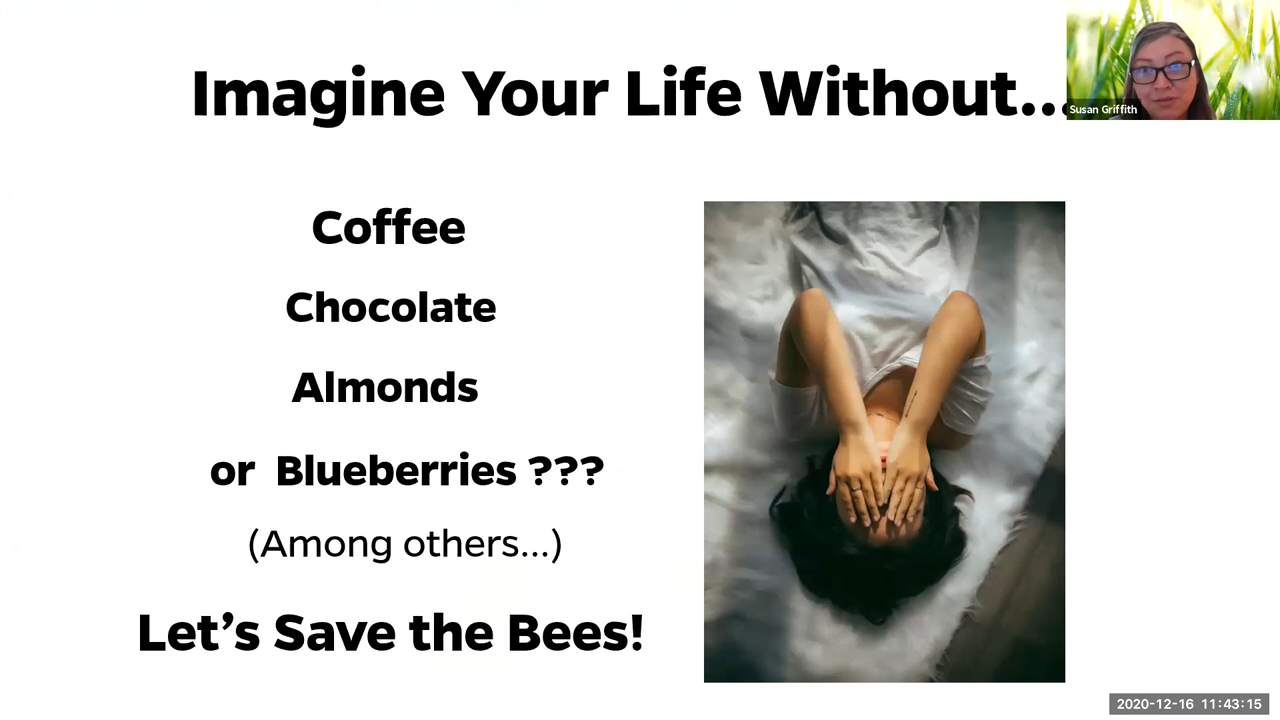 Imagine Your Life Without...
Susan Griffith
Coffee
Chocolate
Almonds
or Blueberries ???
(Among others...)
Let’s Save the Bees!
2020-12-16 11:43:15